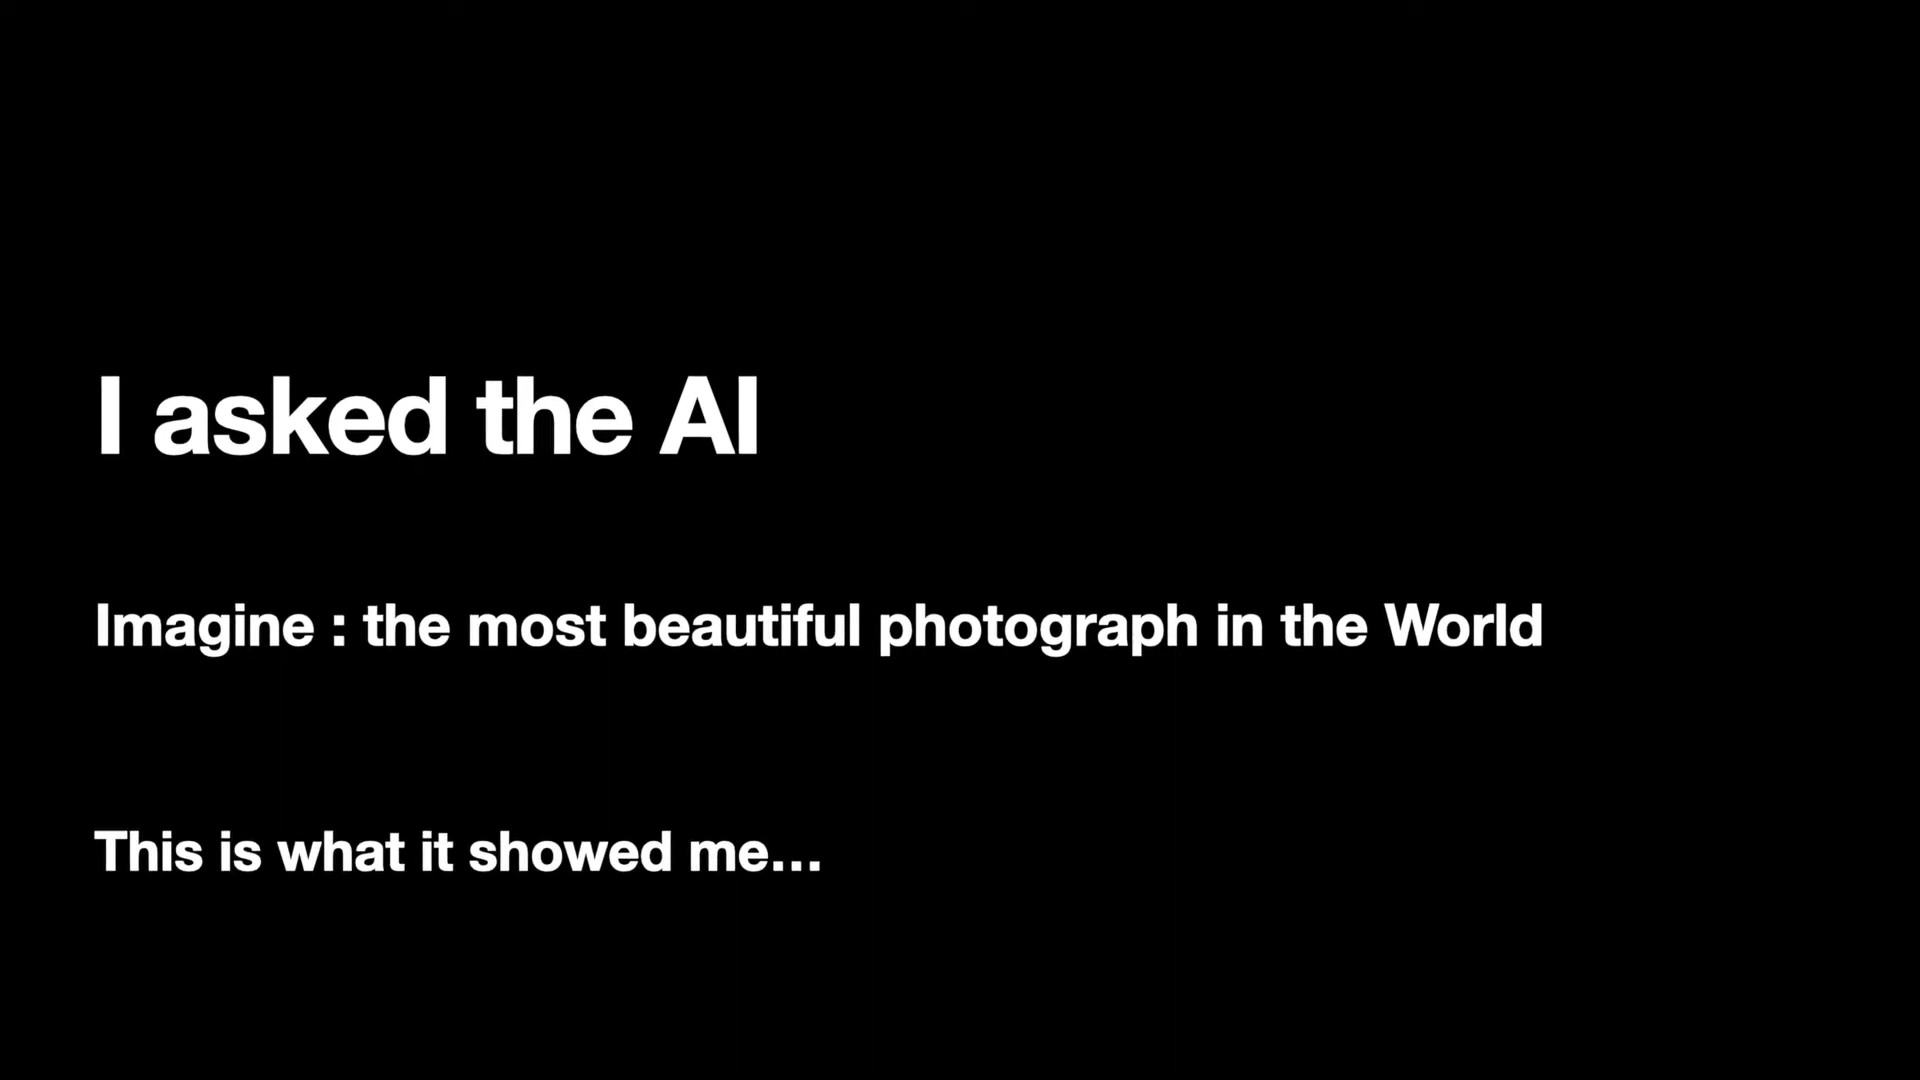 I asked the AI
Imagine : the most beautiful photograph in the World
This is what it showed me…